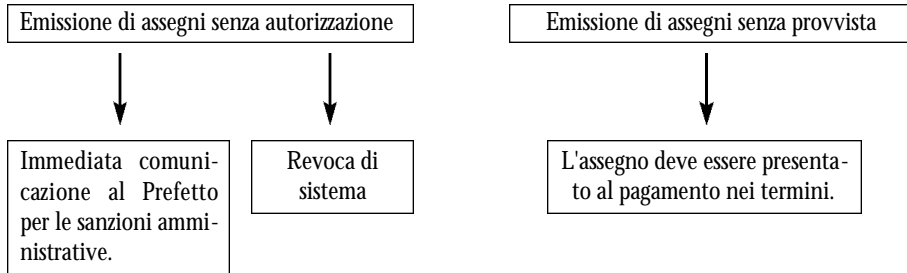 Emissione di assegni senza autorizzazione
Emissione di assegni senza provvista
Immediata comuni-
cazione al Prefetto
per le sanzioni ammi-
nistrative.
Revoca di
sistema
L'assegno deve essere presenta-
to al pagamento nei termini.